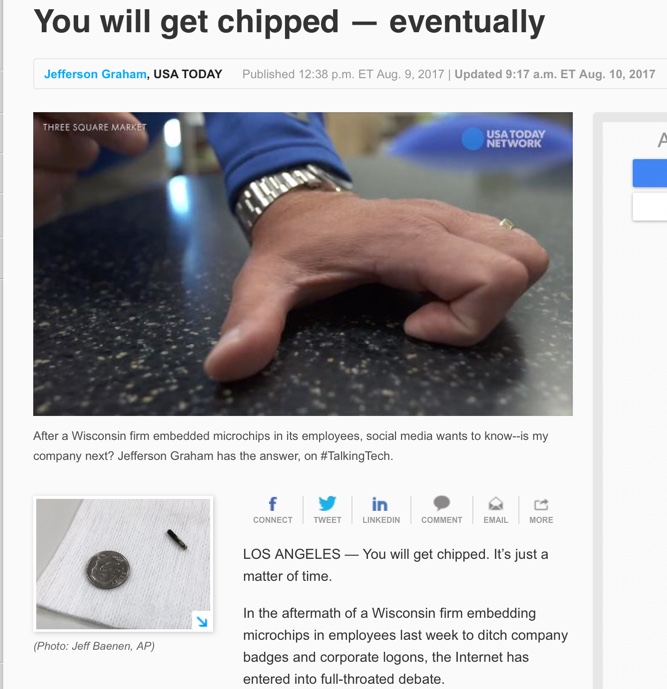 You will get chipped — eventually
Jefferson Graham, USA TODAY Published 12:38 p.m. ET Aug. 9, 2017 | Updated 9:17 a.m. ET Aug. 10, 2017
THREE SQUARE MARKET
USA TODAY
NETWORK
After a Wisconsin firm embedded microchips in its employees, social media wants to know--is my
company next? Jefferson Graham has the answer, on #TalkingTech.
CONNECT TWEET LINKEDIN COMMENT EMAIL MORE
(Photo: Jeff Baenen, AP)
LOS ANGELES — You will get chipped. It’s just a
matter of time.
In the aftermath of a Wisconsin firm embedding
microchips in employees last week to ditch company
badges and corporate logons, the Internet has
entered into full-throated debate.